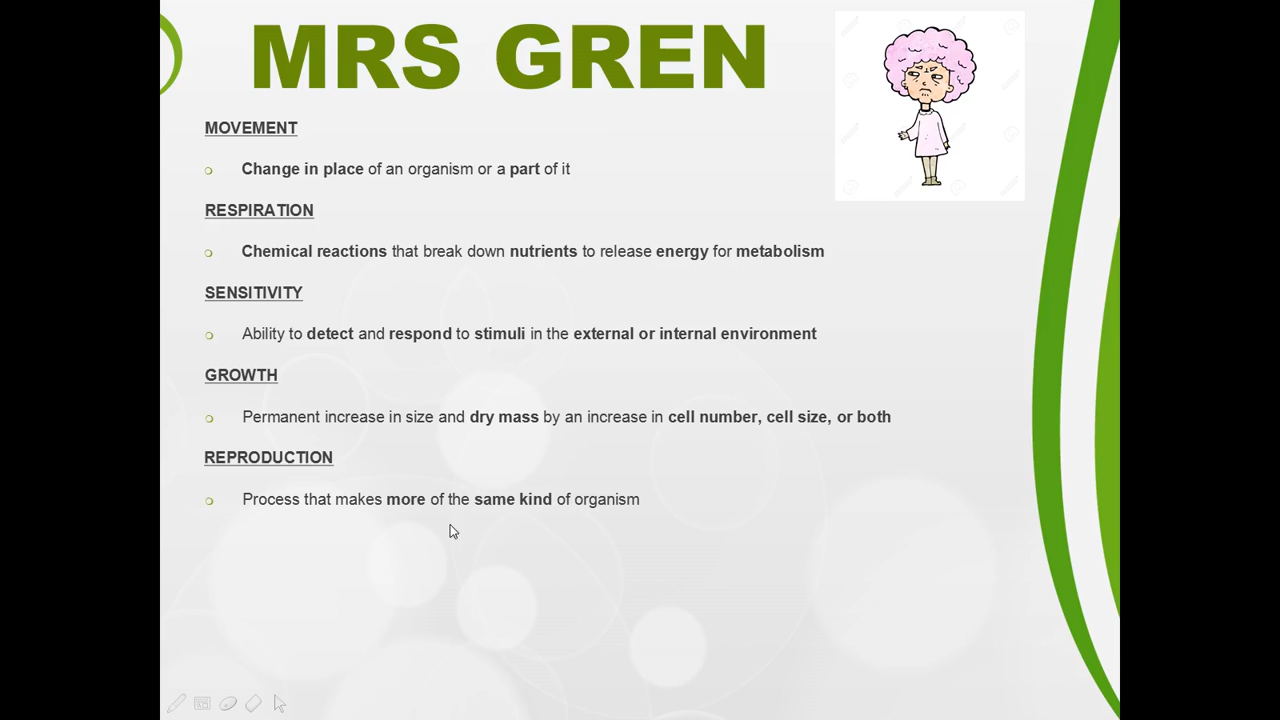 MRS GREN
MOVEMENT
Change in place of an organism or a part of it
RESPIRATION
Chemical reactions that break down nutrients to release energy for metabolism
SENSITIVITY
Ability to detect and respond to stimuli in the external or internal environment
GROWTH
Permanent increase in size and dry mass by an increase in cell number, cell size, or both
REPRODUCTION
Process that makes more of the same kind of organism